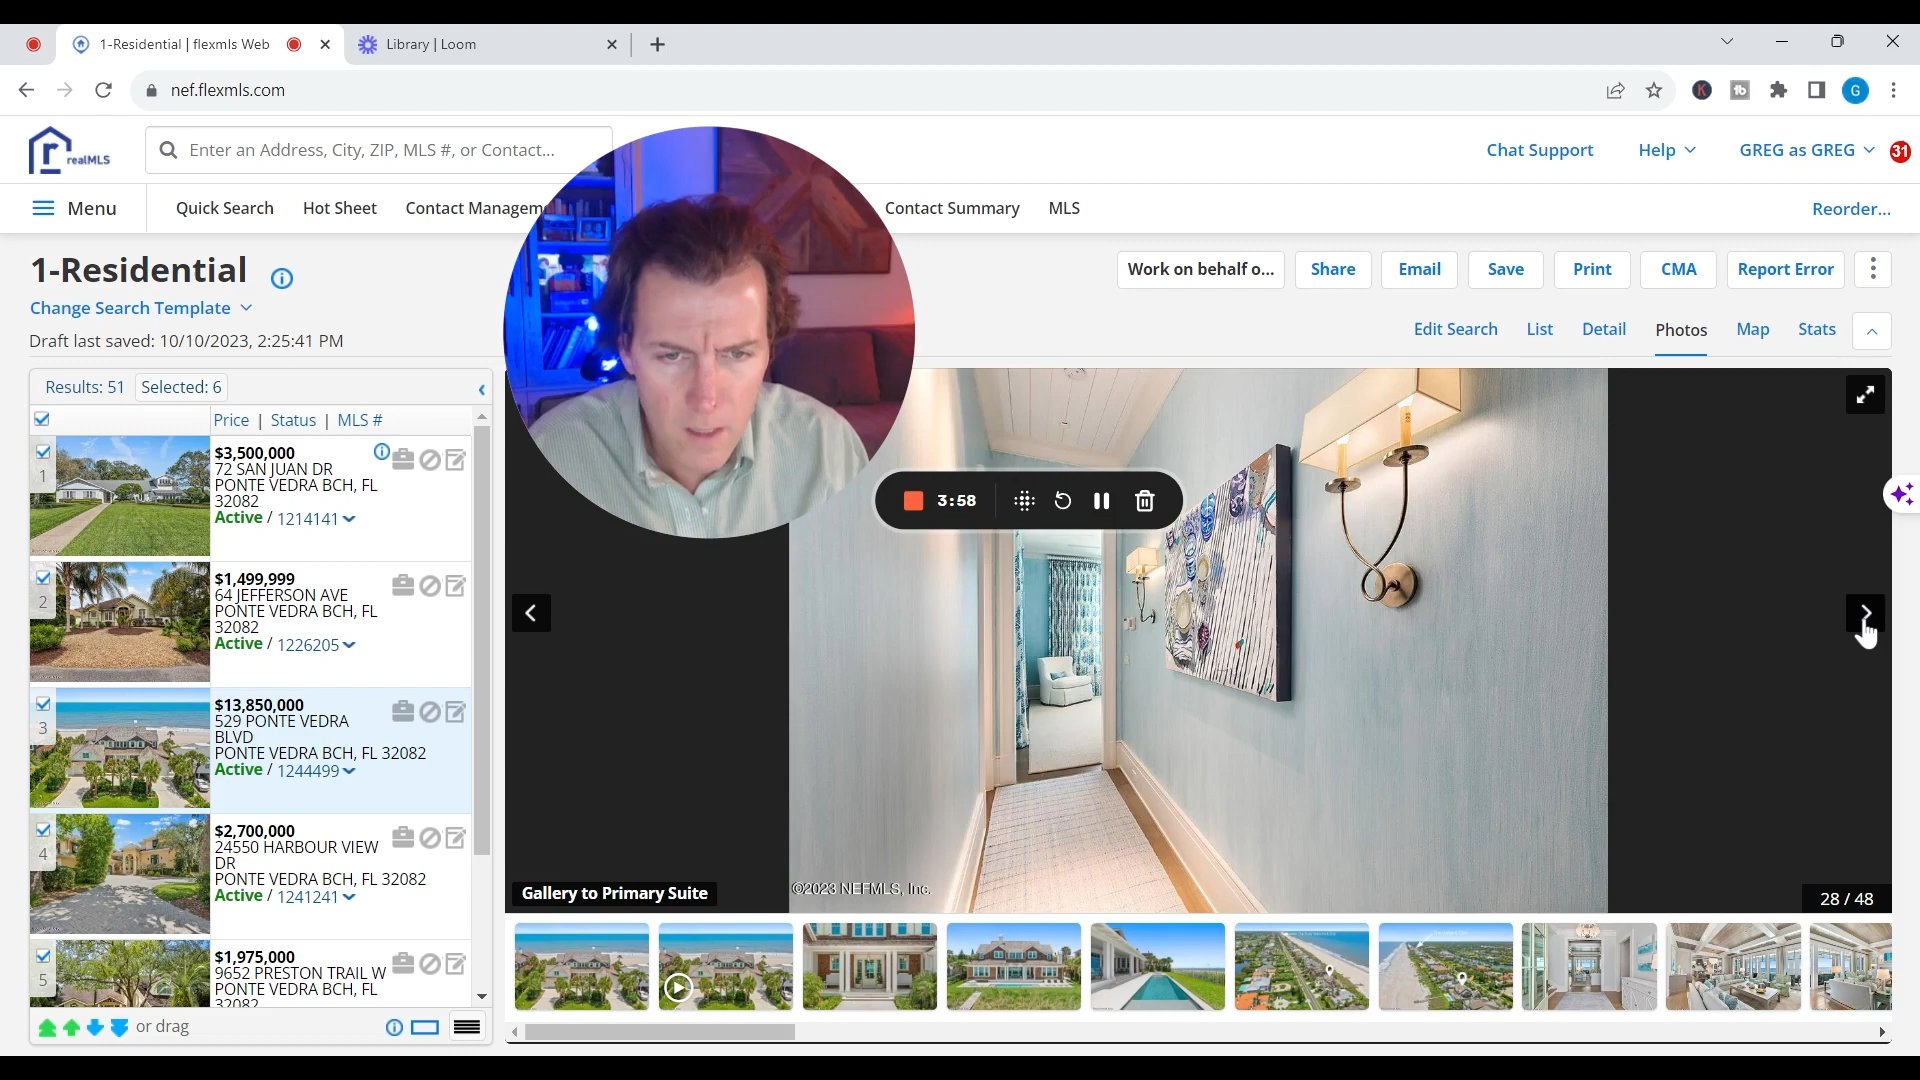 1-Residential | flexmls Web
Library | Loom
nef.flexmls.com
G
realMLS
Enter an Address, City, ZIP, MLS #, or Contact...
Chat Support
Help
GREG as GREG
31
Menu
Quick Search
Hot Sheet
Contact Managem
Contact Summary
MLS
Reorder...
1-Residential
Change Search Template
Draft last saved: 10/10/2023, 2:25:41 PM
Work on behalf o...
Share
Email
Save
Print
CMA
Report Error
Edit Search
List
Detail
Photos
Map
Stats
Results: 51
Selected: 6
Price | Status | MLS #
1
$3,500,000
72 SAN JUAN DR
PONTE VEDRA BCH, FL
32082
Active / 1214141
2
$1,499,999
64 JEFFERSON AVE
PONTE VEDRA BCH, FL
32082
Active / 1226205
3
$13,850,000
529 PONTE VEDRA
BLVD
PONTE VEDRA BCH, FL 32082
Active / 1244499
4
$2,700,000
24550 HARBOUR VIEW
DR
PONTE VEDRA BCH, FL 32082
Active / 1241241
5
$1,975,000
9652 PRESTON TRAIL W
PONTE VEDRA BCH, FL
32082
or drag
3:58
Gallery to Primary Suite
©2023 NEFMLS, Inc.
28 / 48